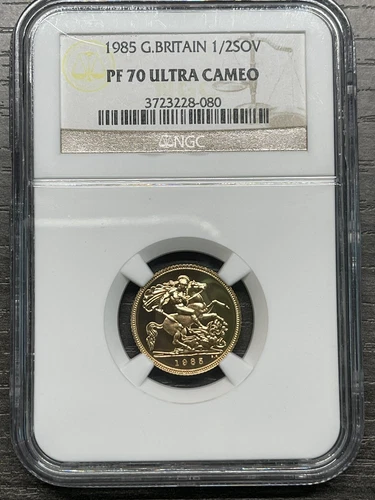 1985 G.BRITAIN 1/2SOV
PF 70 ULTRA CAMEO
3723228-080
NGC
1985